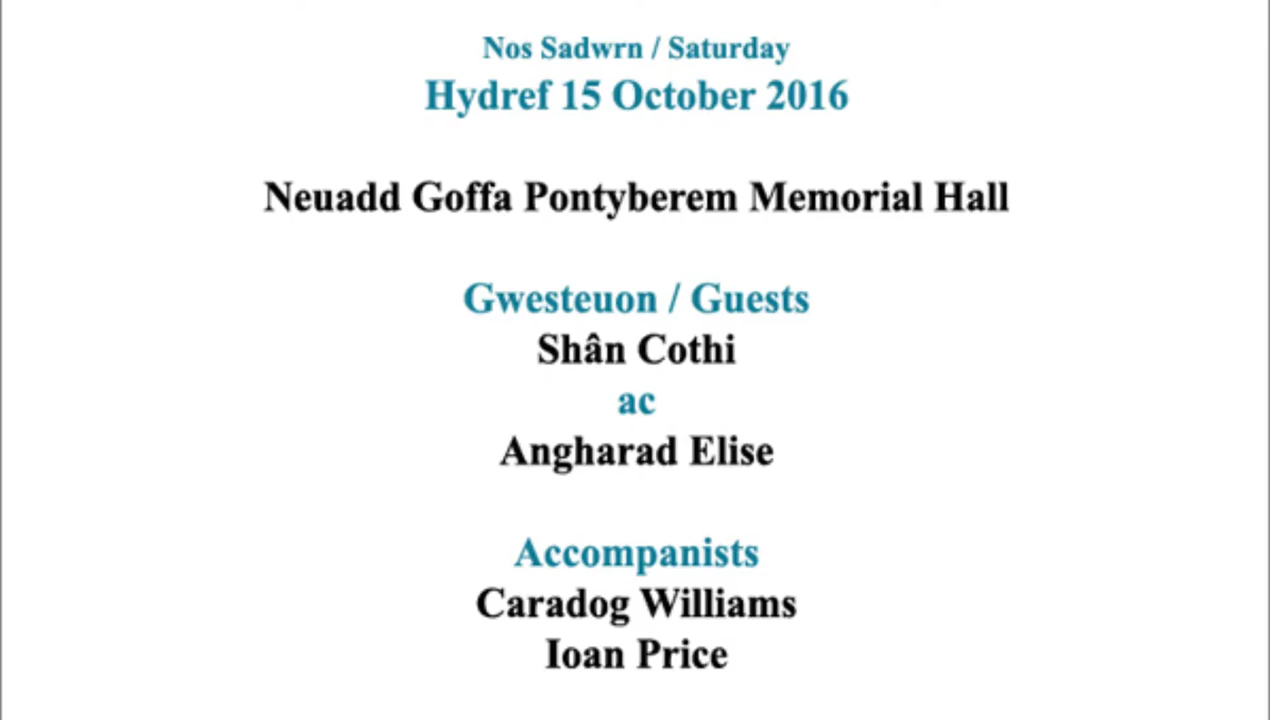 Nos Sadwrn / Saturday
Hydref 15 October 2016
Neuadd Goffa Pontyberem Memorial Hall
Gwesteuon / Guests
Shân Cothi
ac
Angharad Elise
Accompanists
Caradog Williams
Ioan Price